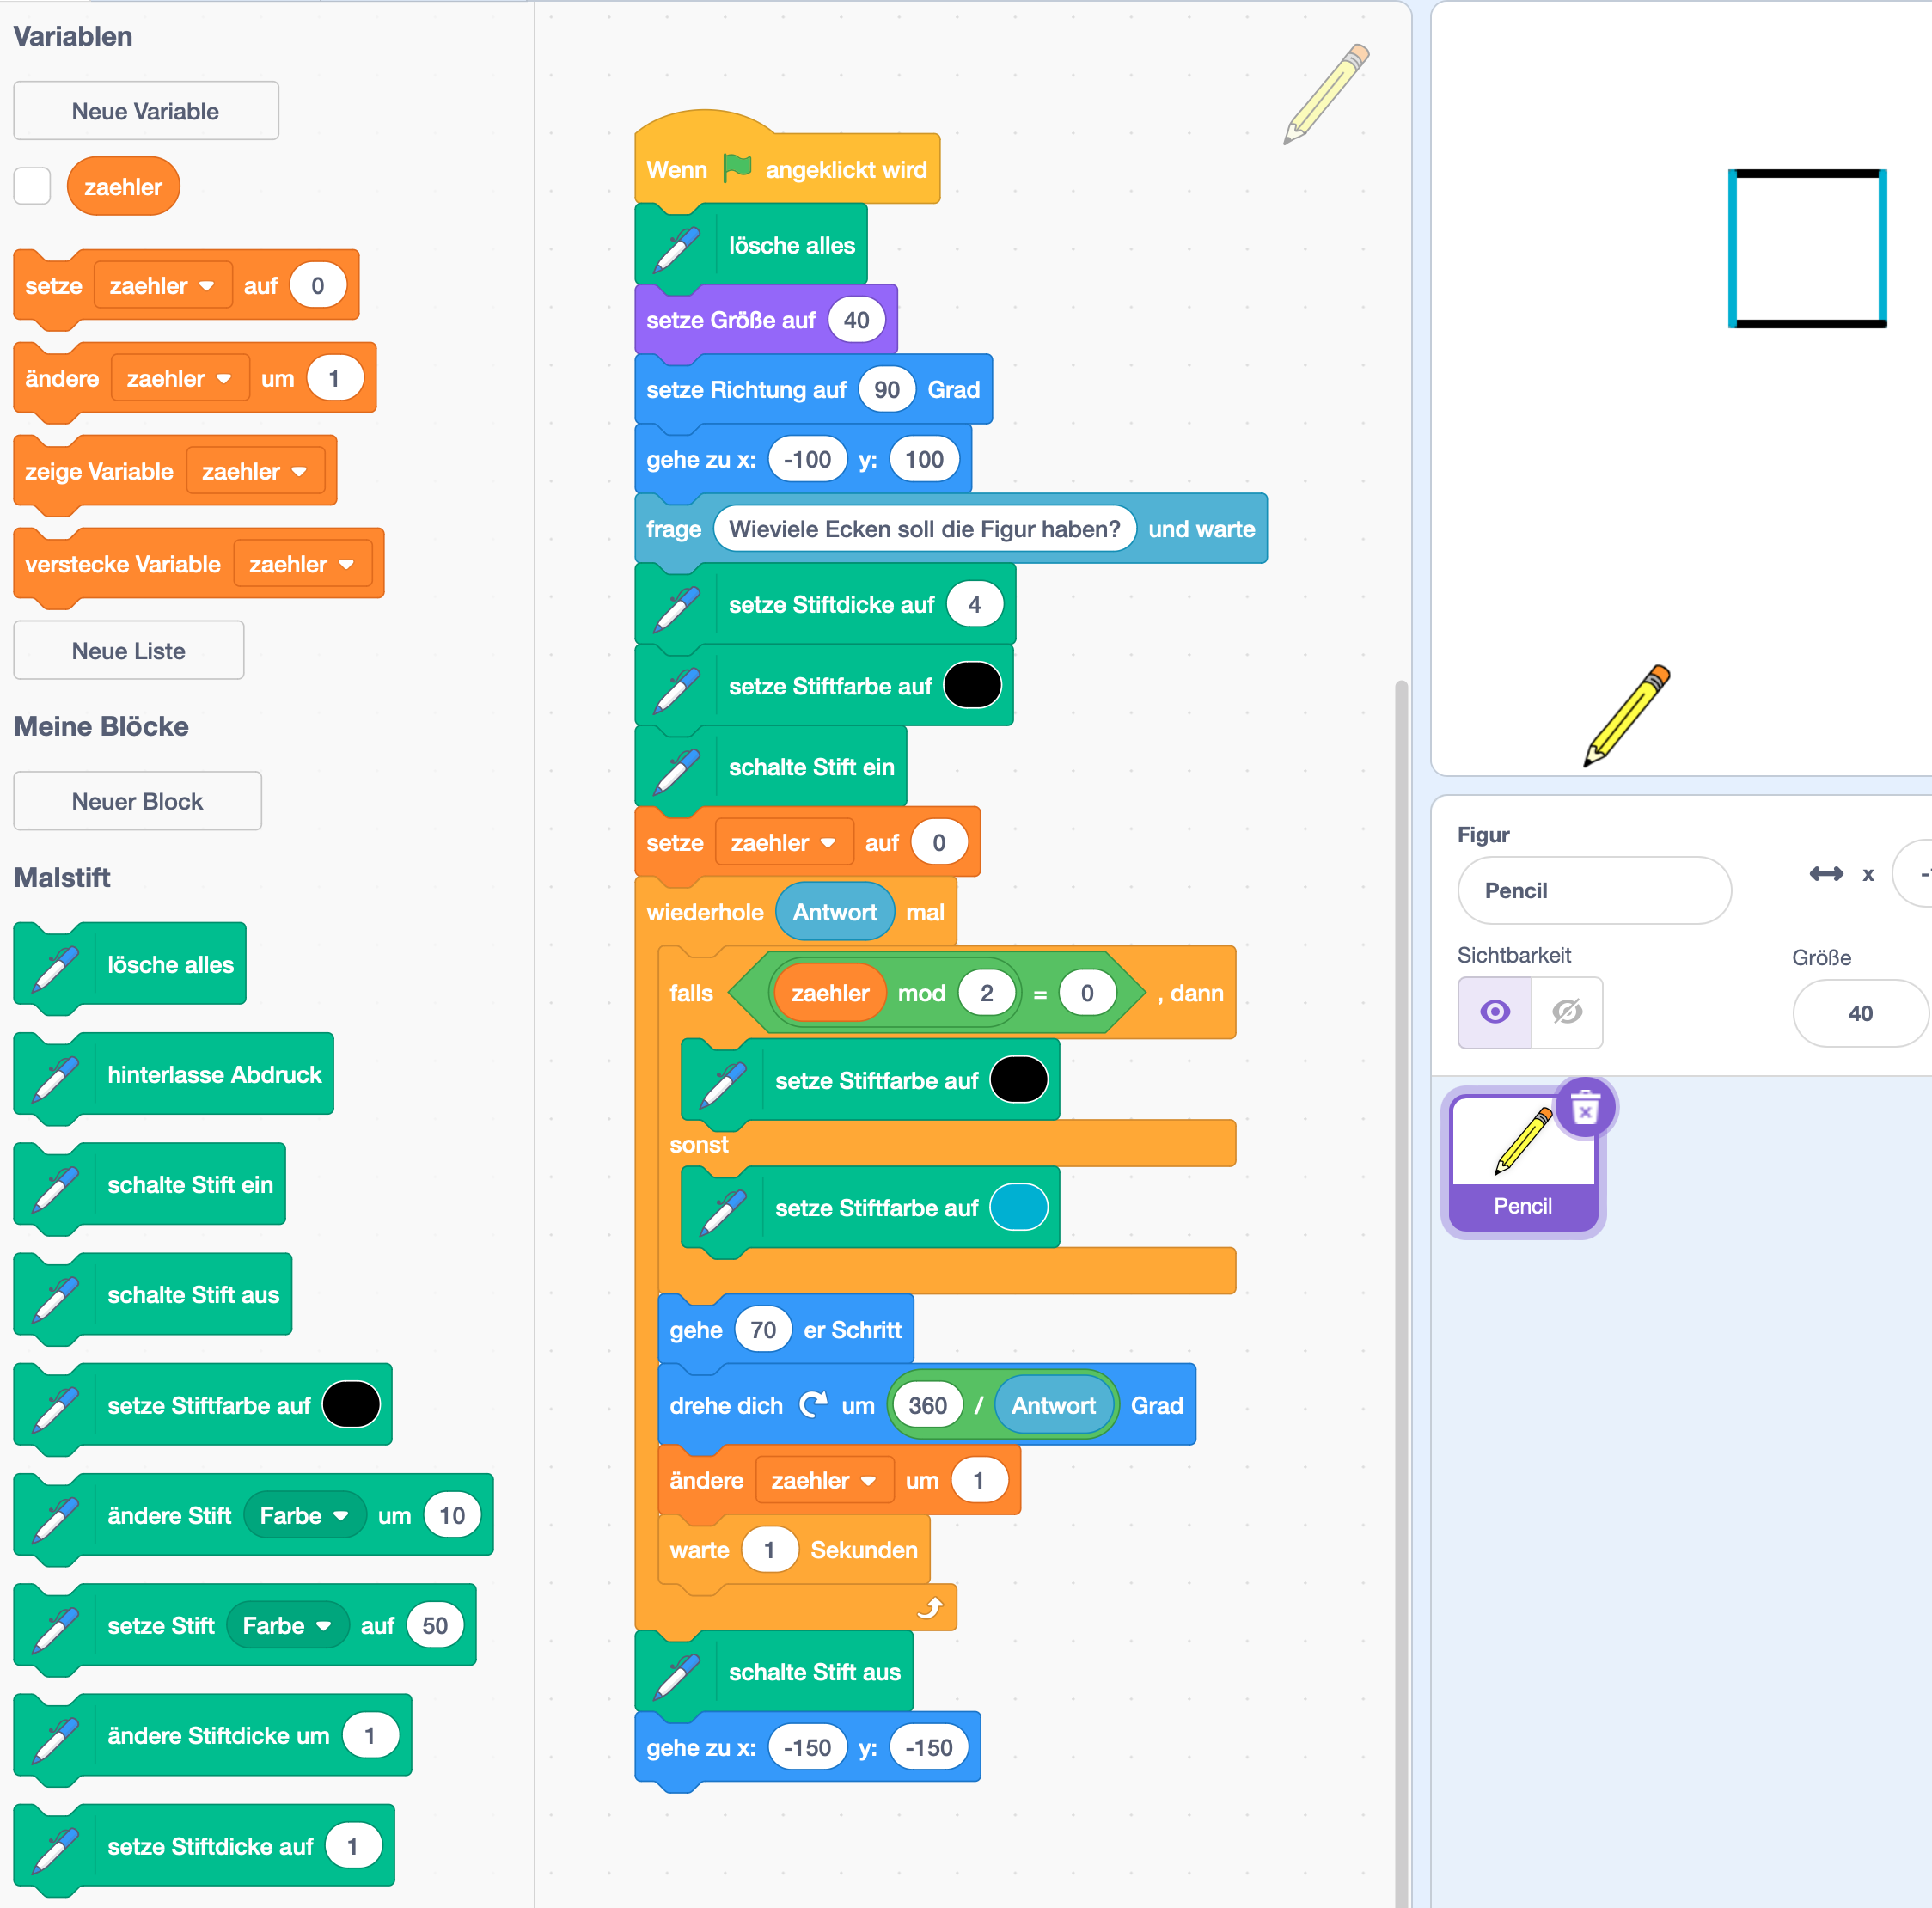 Variablen
Neue Variable
zaehler
setze zaehler auf 0
ändere zaehler um 1
zeige Variable zaehler
verstecke Variable zaehler
Neue Liste
Meine Blöcke
Neuer Block
Malstift
lösche alles
hinterlasse Abdruck
schalte Stift ein
schalte Stift aus
setze Stiftfarbe auf
ändere Stift Farbe um 10
setze Stift Farbe auf 50
ändere Stiftdicke um 1
setze Stiftdicke auf 1
Wenn angeklickt wird
lösche alles
setze Größe auf 40
setze Richtung auf 90 Grad
gehe zu x: -100 y: 100
frage Wieviele Ecken soll die Figur haben? und warte
setze Stiftdicke auf 4
setze Stiftfarbe auf
schalte Stift ein
setze zaehler auf 0
wiederhole Antwort mal
falls zaehler mod 2 = 0 , dann
setze Stiftfarbe auf
sonst
setze Stiftfarbe auf
gehe 70 er Schritt
drehe dich um 360 / Antwort Grad
ändere zaehler um 1
warte 1 Sekunden
schalte Stift aus
gehe zu x: -150 y: -150
Figur
Pencil
x
Sichtbarkeit
Größe
40
Pencil